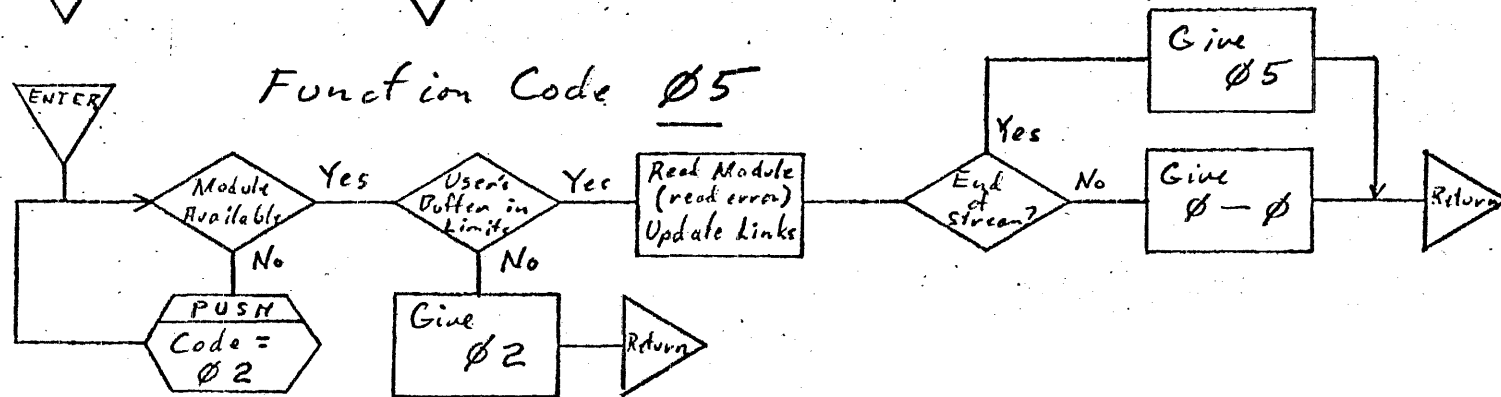 Function Code Ø5
ENTER
Module
Available
Yes
No
PUSH
Code =
Ø2
User's
Buffer in
Limits
Yes
No
Give
Ø2
Return
Read Module
(read error)
Update Links
End
of
stream?
Yes
Give
Ø5
No
Give
Ø — Ø
Return